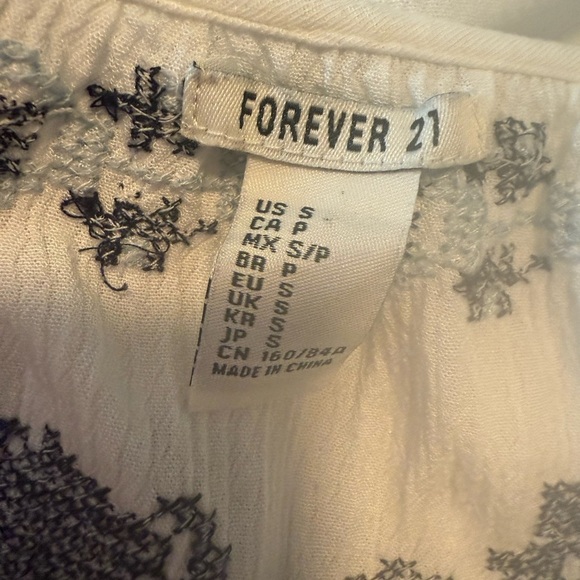 FOREVER 21
US S
CA P
MX S/P
BR P
EU S
UK S
KR S
JP S
CN 160/84A
MADE IN CHINA